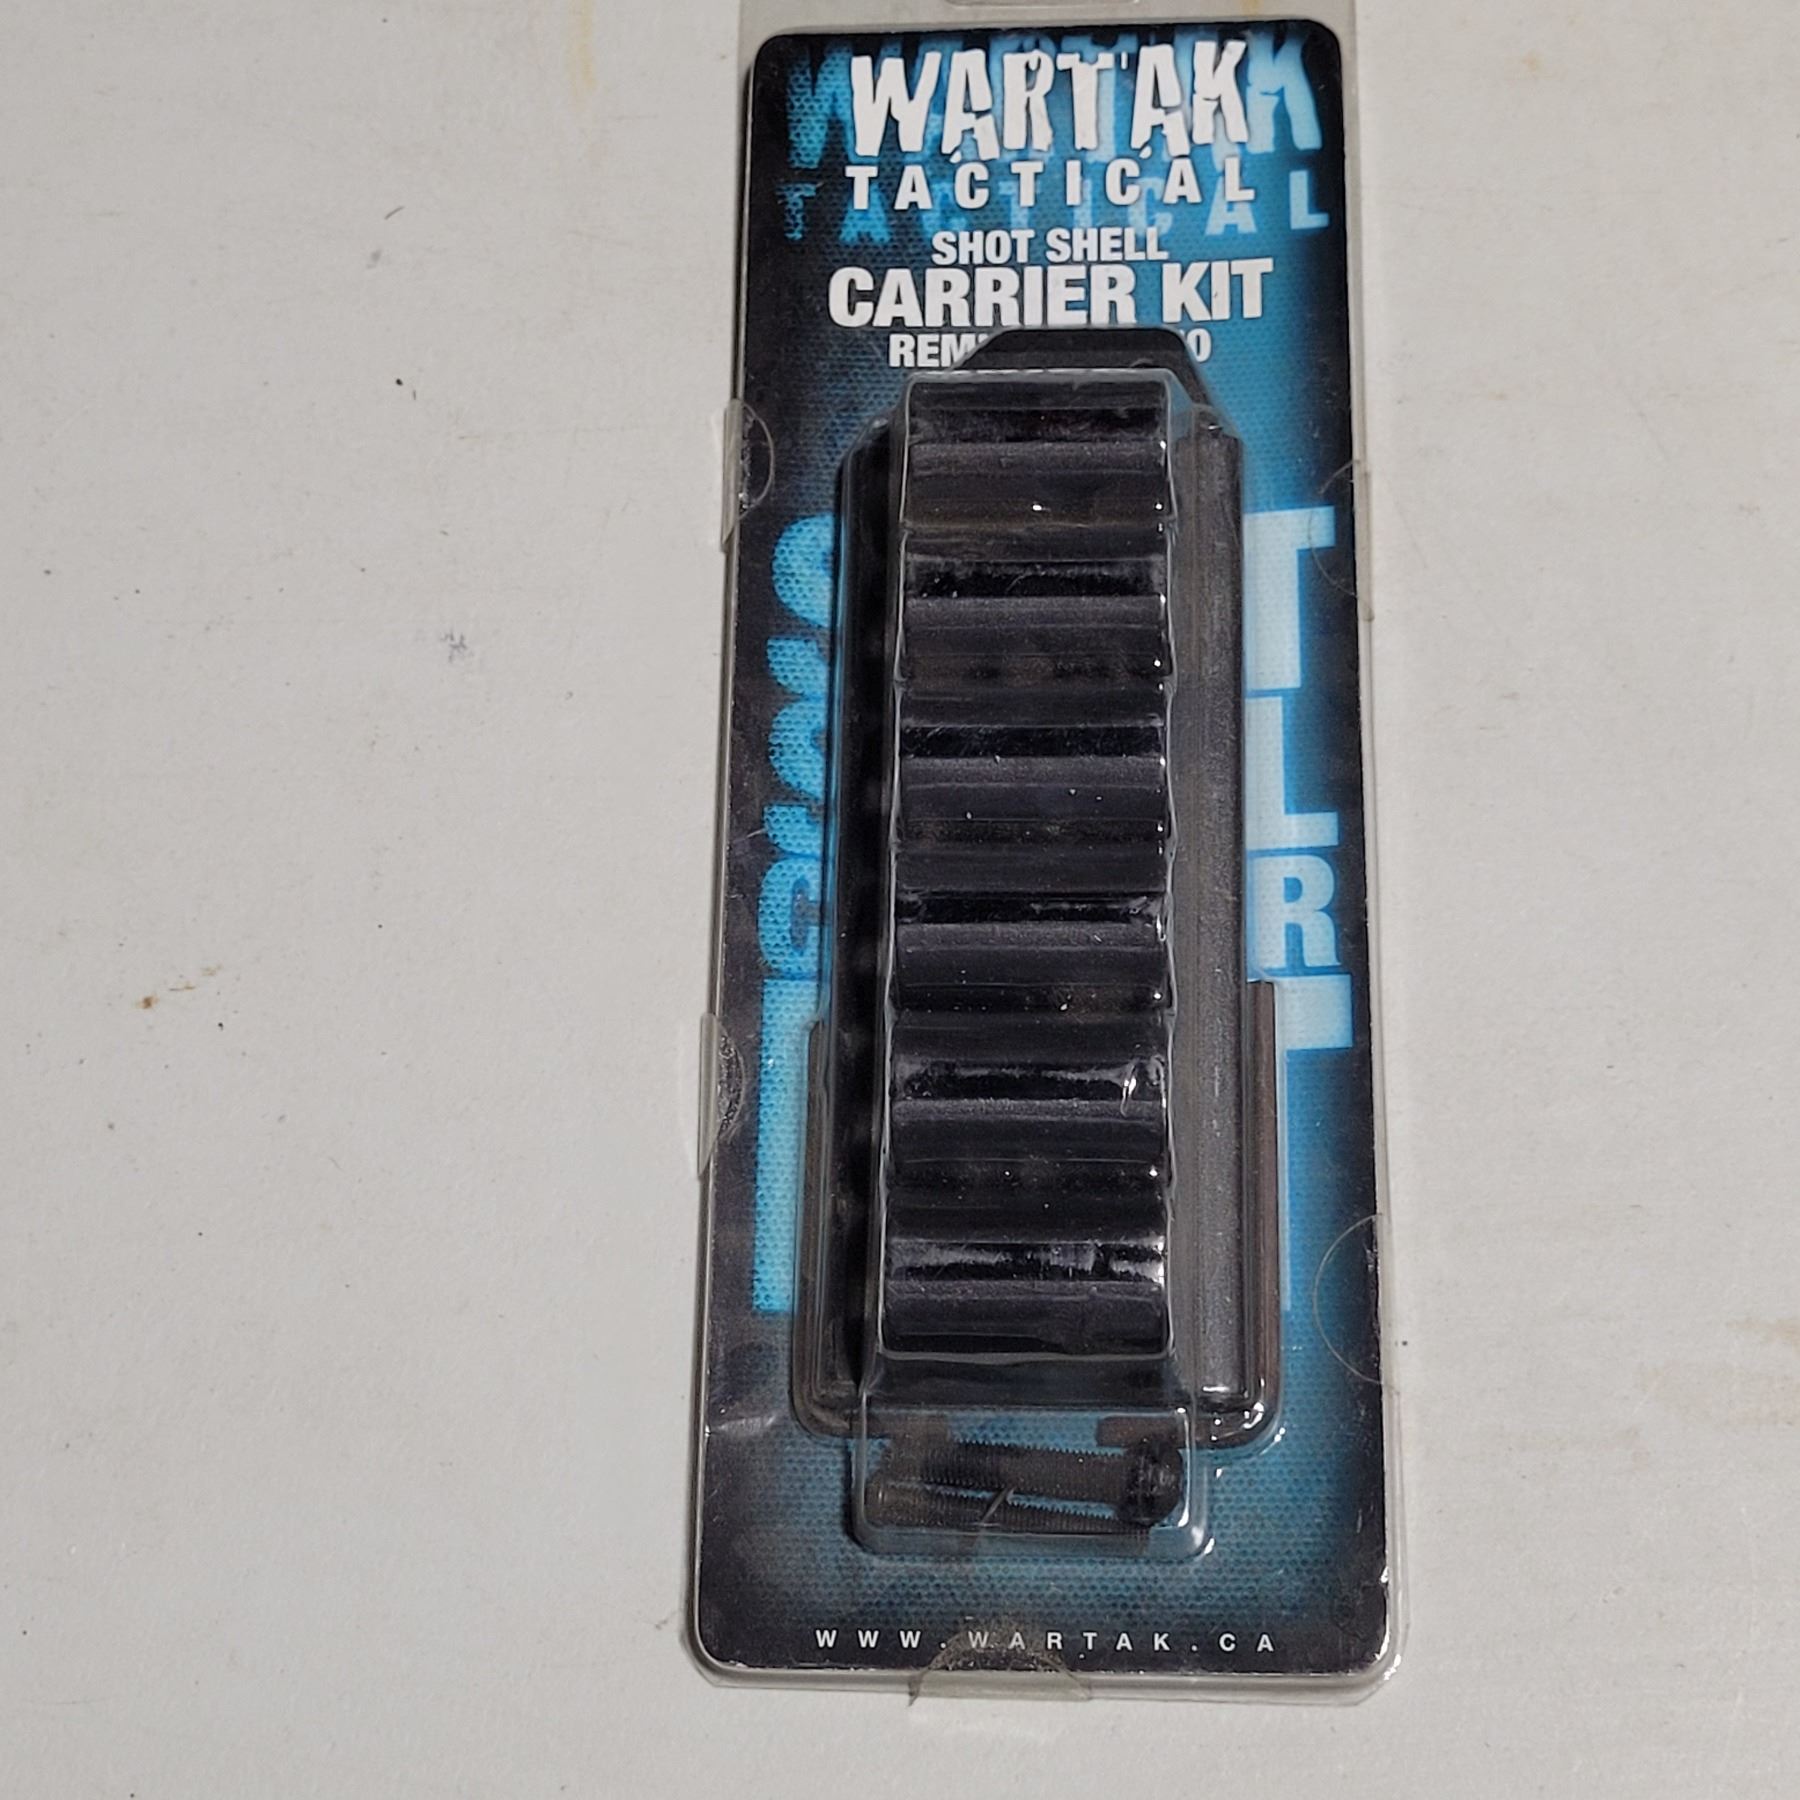 WARTAK
TACTICAL
SHOT SHELL
CARRIER KIT
WWW.WARTAK.CA